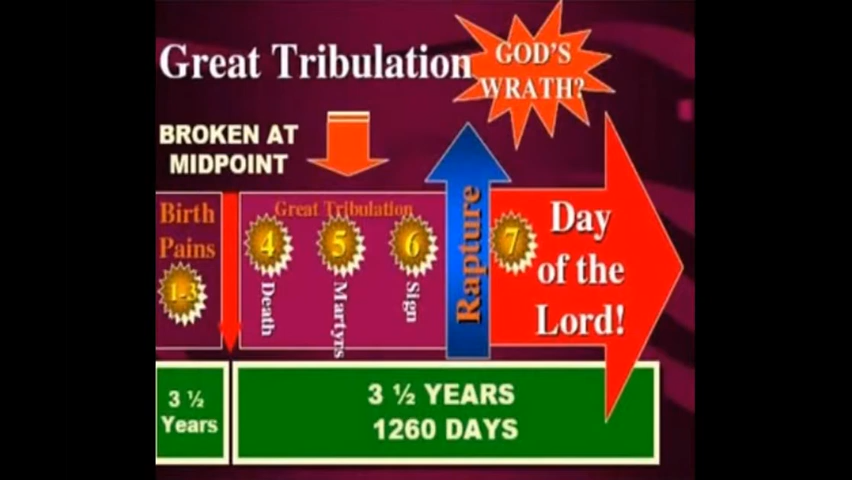 Great Tribulation
GOD'S
WRATH?
BROKEN AT
MIDPOINT
Birth
Pains
1-3
Great Tribulation
4
Death
5
Martyrs
6
Sign
Rapture
7
Day
of the
Lord!
3 ½
Years
3 ½ YEARS
1260 DAYS